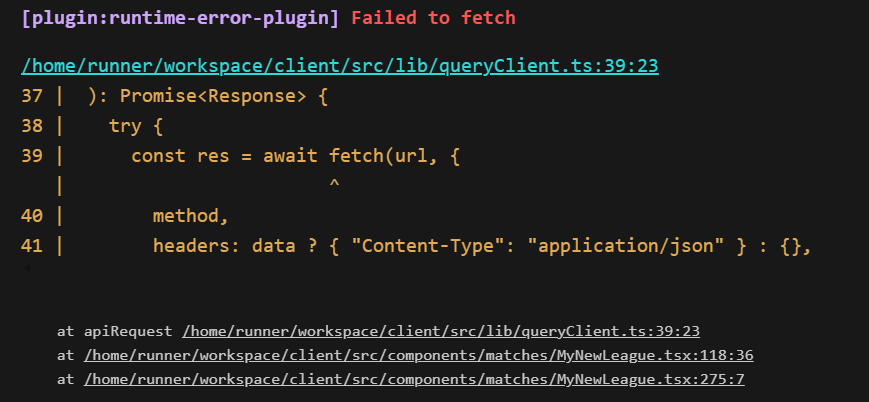 [plugin:runtime-error-plugin] Failed to fetch
/home/runner/workspace/client/src/lib/queryClient.ts:39:23
37 |  ): Promise<Response> {
38 |    try {
39 |      const res = await fetch(url, {
   |                        ^
40 |        method,
41 |        headers: data ? { "Content-Type": "application/json" } : {},
at apiRequest /home/runner/workspace/client/src/lib/queryClient.ts:39:23
at /home/runner/workspace/client/src/components/matches/MyNewLeague.tsx:118:36
at /home/runner/workspace/client/src/components/matches/MyNewLeague.tsx:275:7